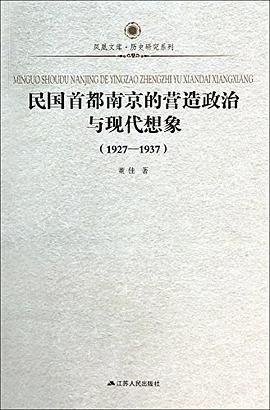 凤凰文库·历史研究系列
MINGUO SHOUDU NANJING DE YINGZAO ZHENGZHI YU XIANDAI XIANGXIANG
民国首都南京的营造政治
与现代想象
(1927—1937)
董佳 著
江苏人民出版社